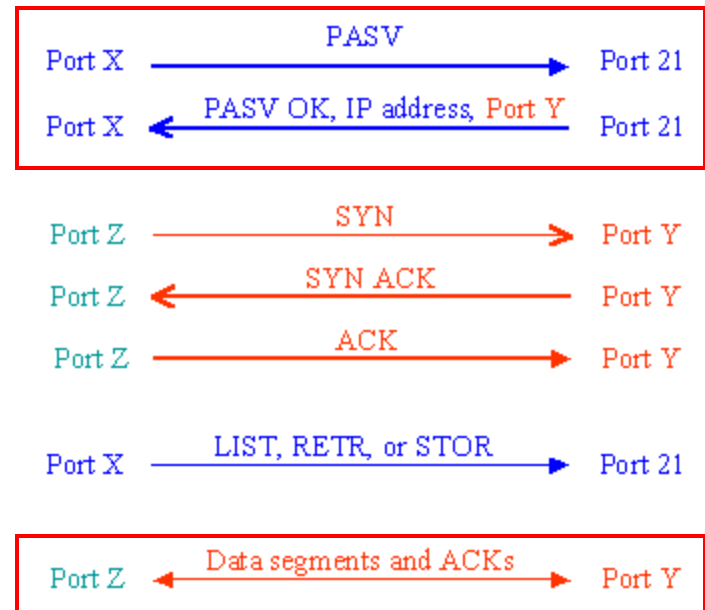 PASV
Port X Port 21
PASV OK, IP address, Port Y
Port X Port 21
SYN
Port Z Port Y
SYN ACK
Port Z Port Y
ACK
Port Z Port Y
LIST, RETR, or STOR
Port X Port 21
Data segments and ACKs
Port Z Port Y